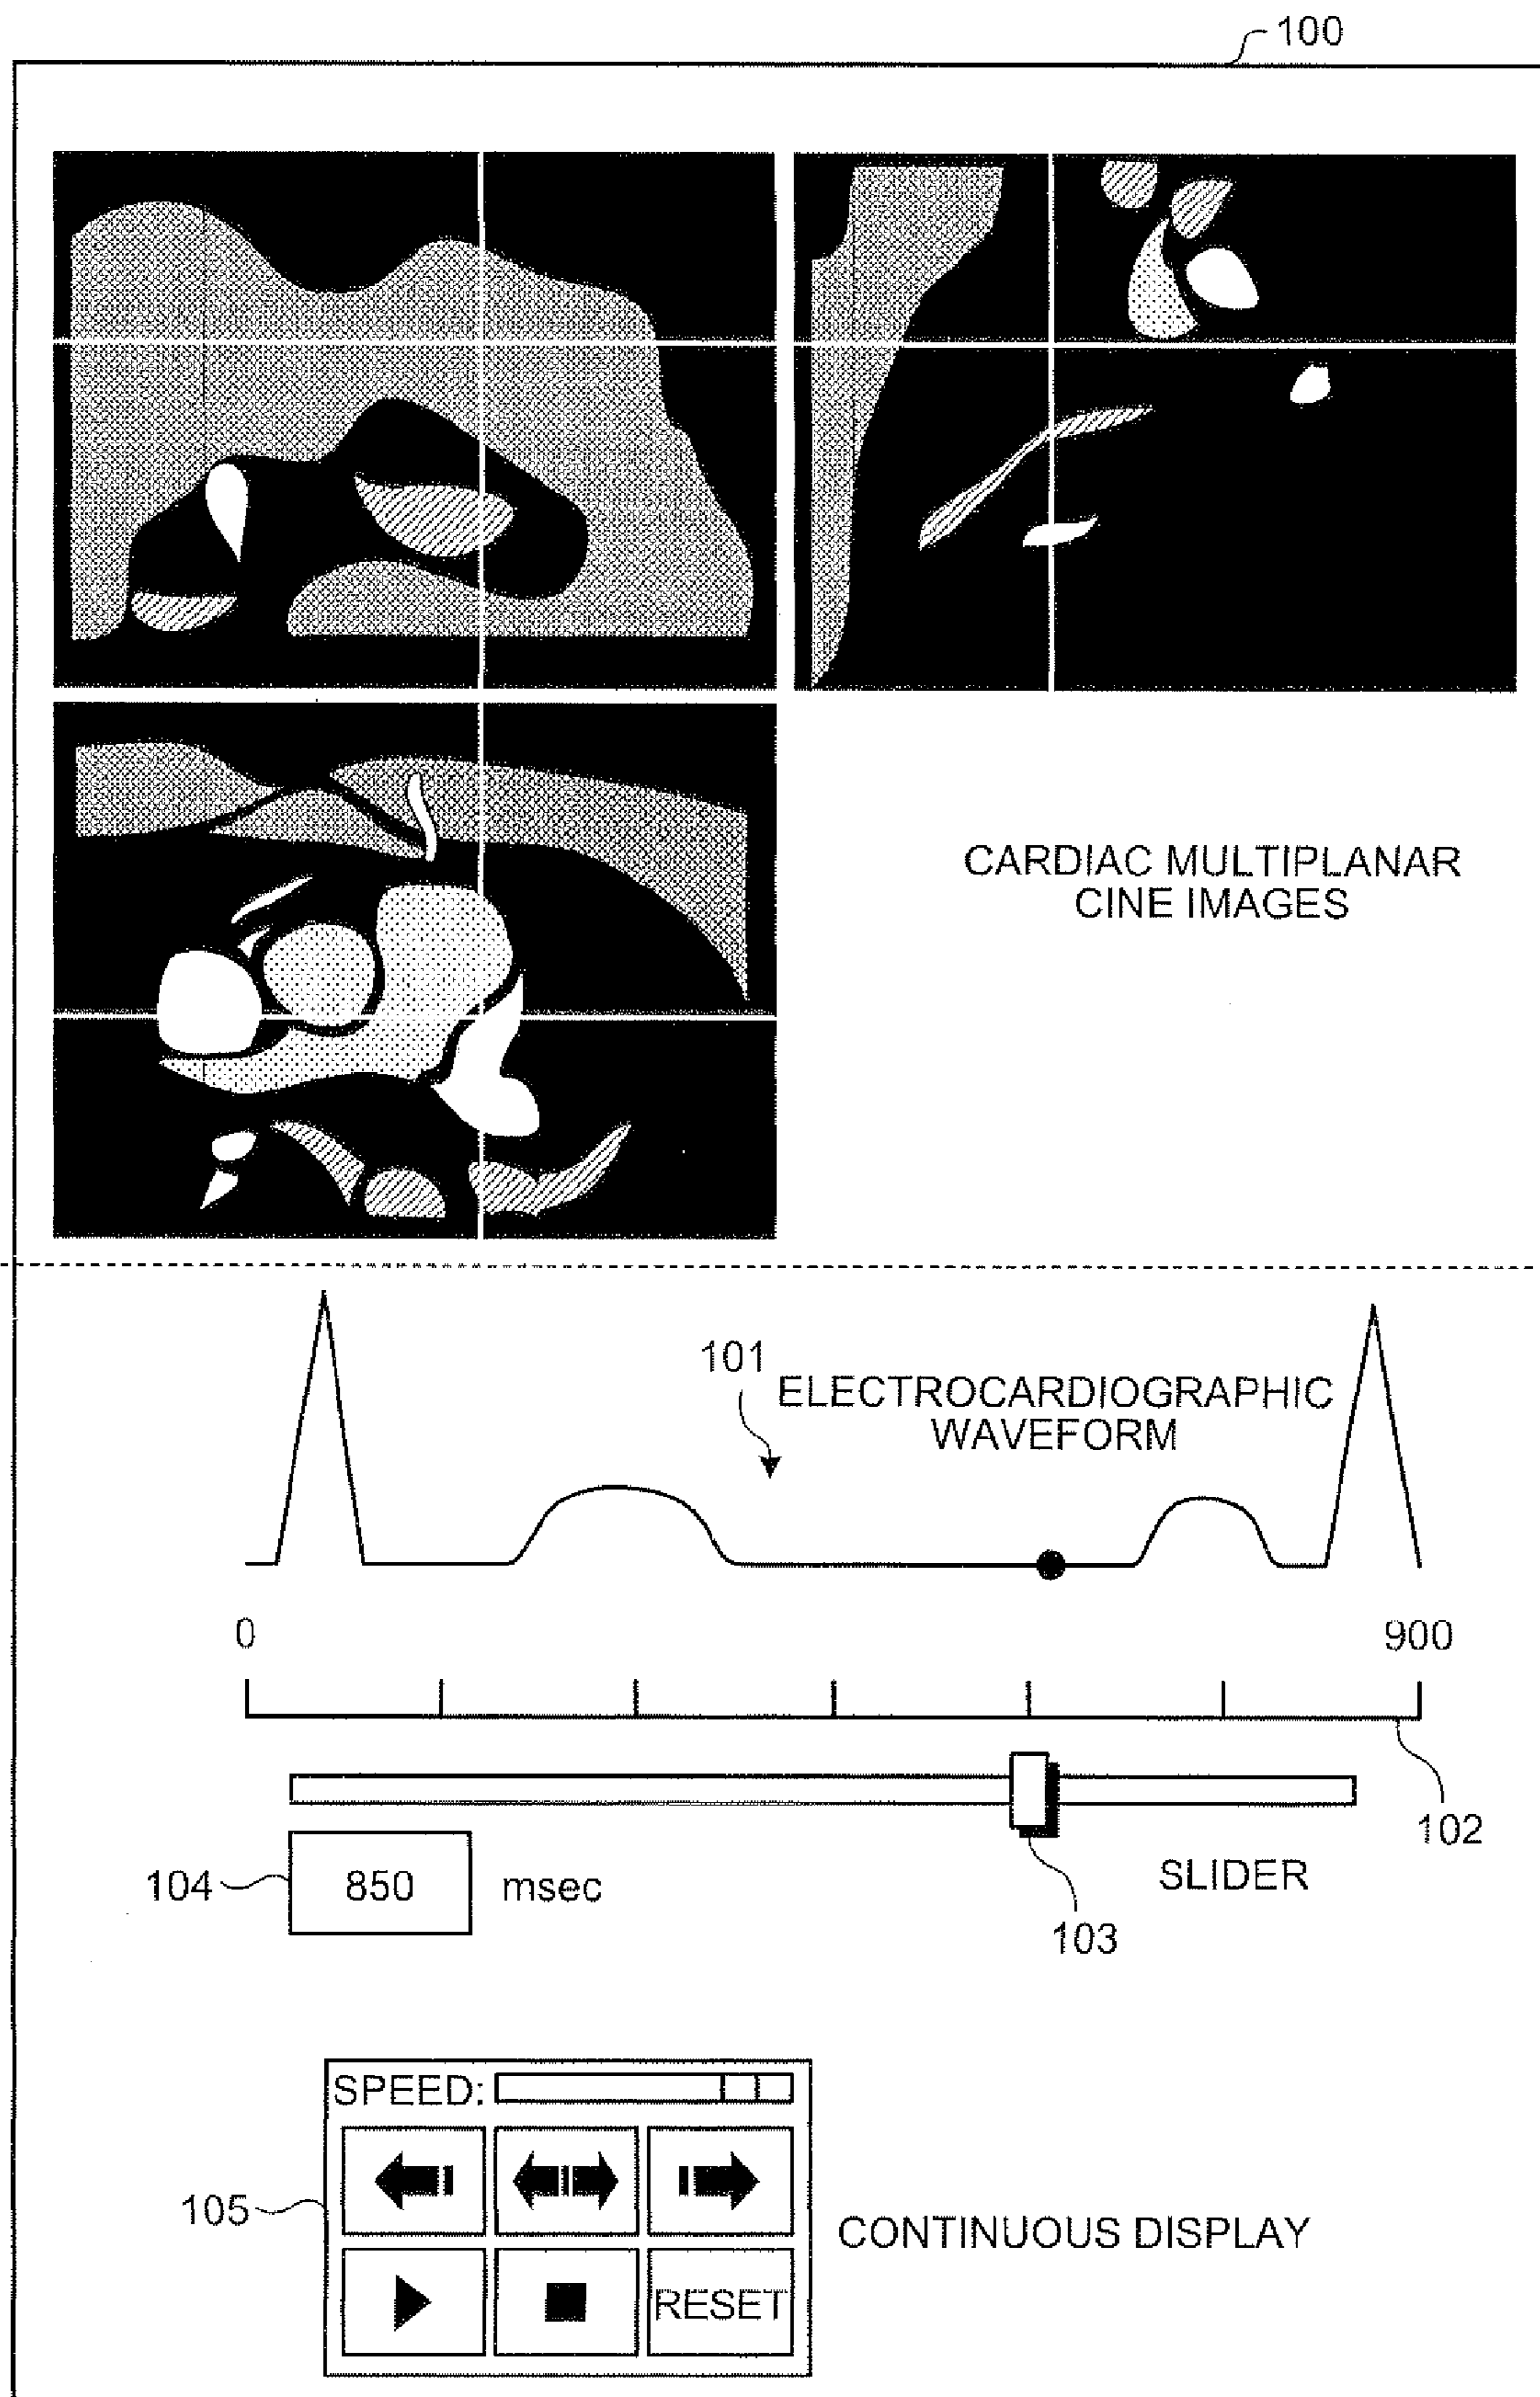 100
CARDIAC MULTIPLANAR
CINE IMAGES
101
ELECTROCARDIOGRAPHIC
WAVEFORM
0
900
102
104
850
msec
SLIDER
103
SPEED:
105
RESET
CONTINUOUS DISPLAY